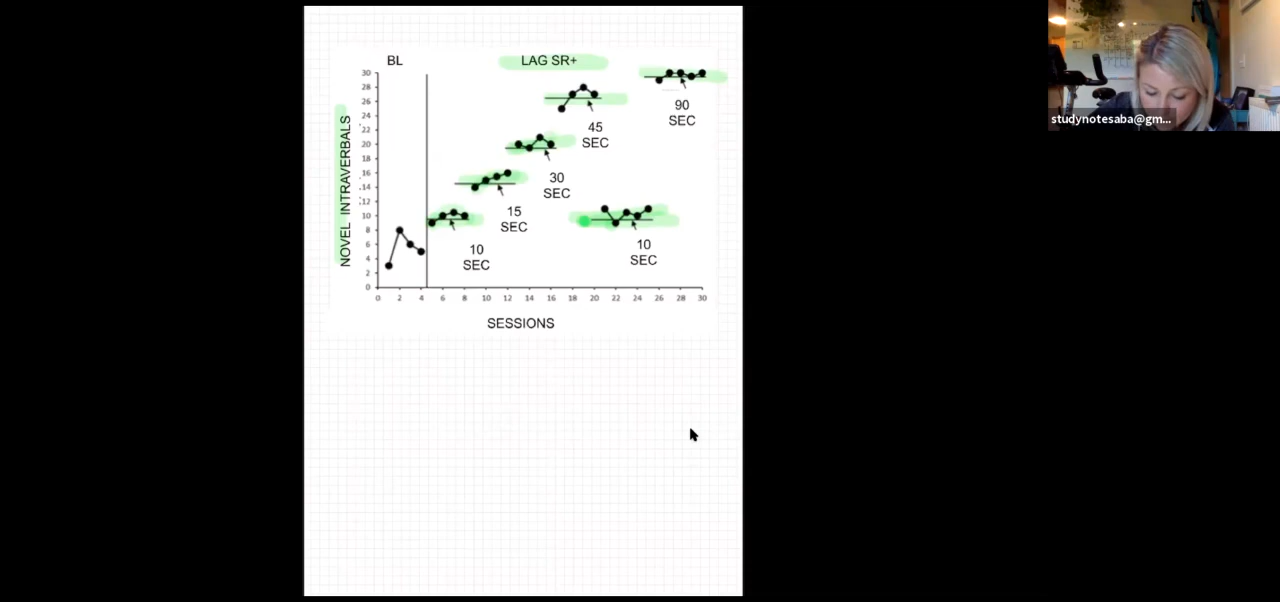 BL
LAG SR+
NOVEL INTRAVERBALS
30
28
26
24
22
20
18
16
14
12
10
8
6
4
2
0
10
SEC
15
SEC
30
SEC
45
SEC
10
SEC
90
SEC
0 2 4 6 8 10 12 14 16 18 20 22 24 26 28 30
SESSIONS
studynotesaba@gm...